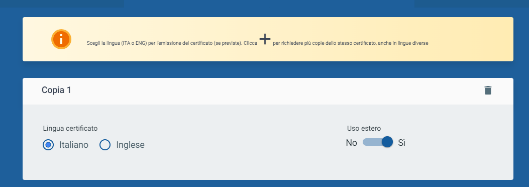 Scegli la lingua (ITA o ENG) per l'emissione del certificato (se prevista). Clicca + per richiedere più copie dello stesso certificato, anche in lingue diverse
Copia 1
Lingua certificato
Uso estero
Italiano
Inglese
No
Sì